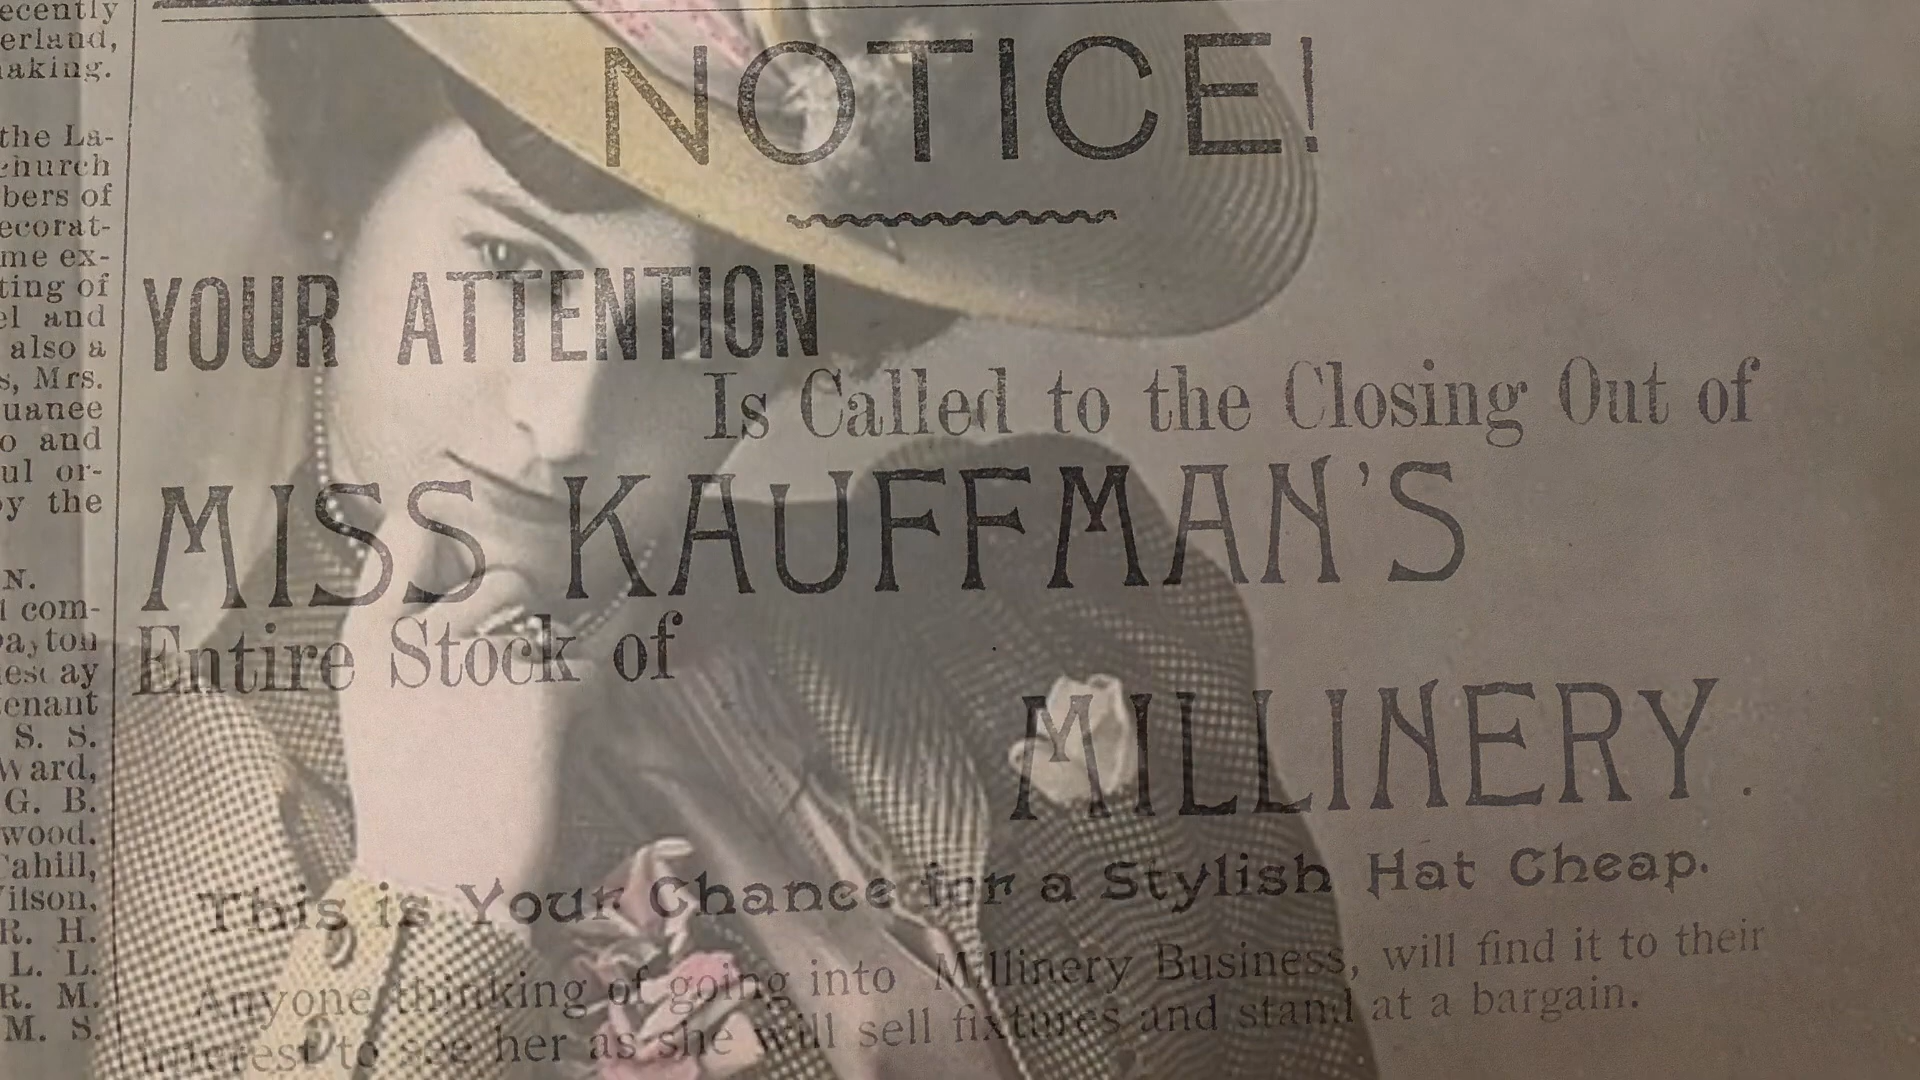 ecently
erland,
aking.
the La-
church
bers of
ecorat-
me ex-
ting of
el and
also a
s, Mrs.
uanee
o and
ul or-
by the
N.
com-
ay
enant
S. S.
Ward,
G. B.
wood.
Cahill,
Wilson,
R. H.
L. L.
R. M.
M. S.
NOTICE!
YOUR ATTENTION
Is Called to the Closing Out of
MISS KAUFFMAN'S
Entire Stock of
MILLINERY.
This is Your Chance for a Stylish Hat Cheap.
Anyone thinking of going into Millinery Business, will find it to their
interest to see her as she will sell fixtures and stand at a bargain.